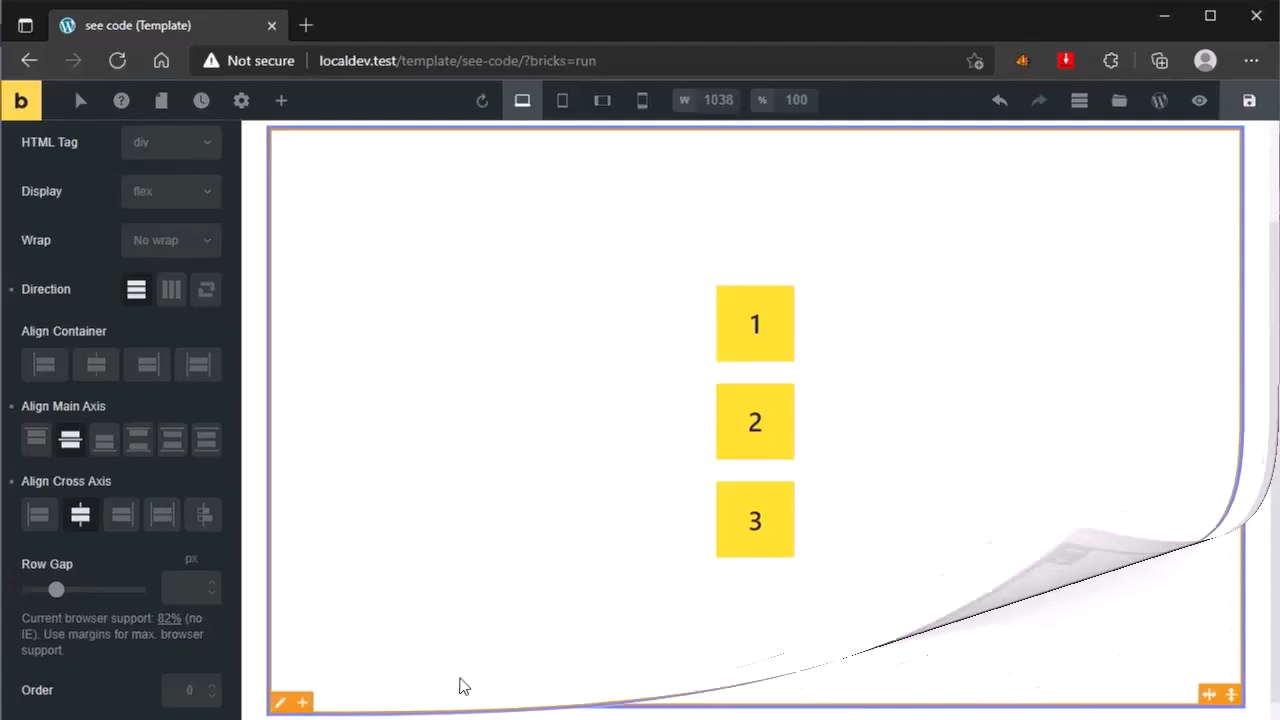 see code (Template)
Not secure
localdev.test/template/see-code/?bricks=run
b
W 1038
% 100
HTML Tag
div
Display
flex
Wrap
No wrap
Direction
Align Container
Align Main Axis
Align Cross Axis
px
Row Gap
Current browser support: 82% (no
IE). Use margins for max. browser
support.
Order
0
1
2
3